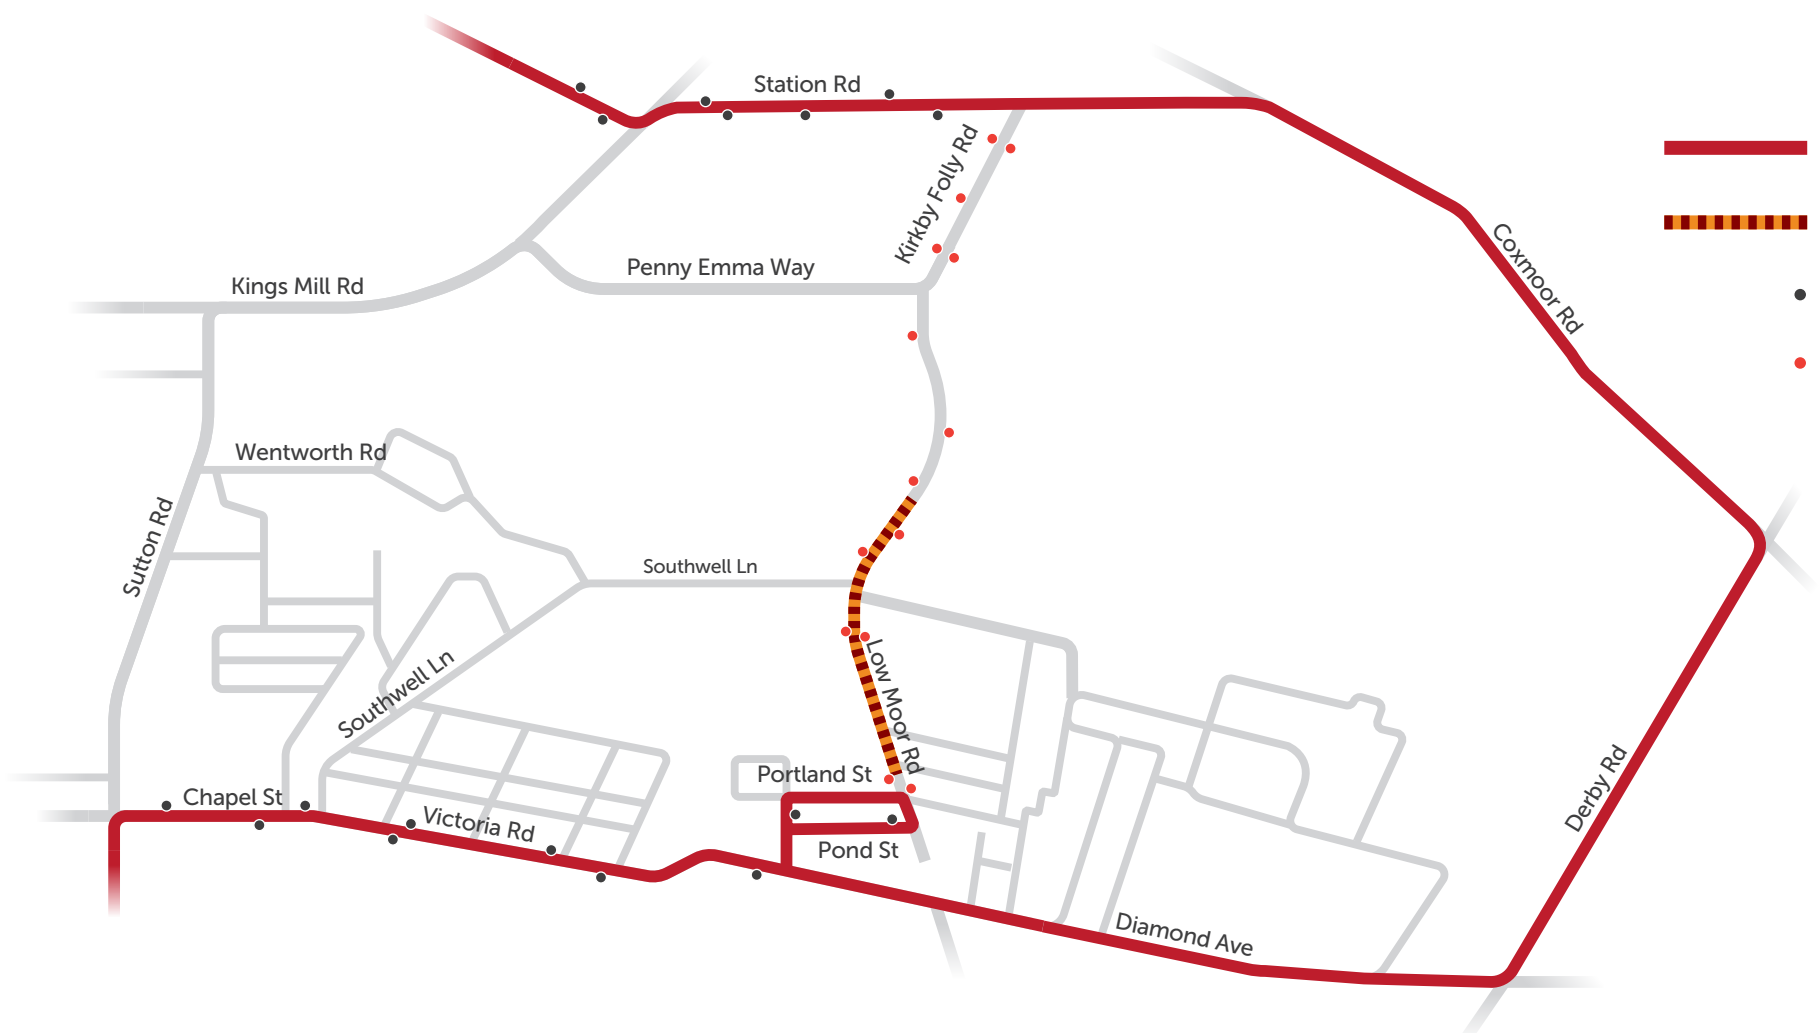 Station Rd
Kirkby Folly Rd
Coxmoor Rd
Penny Emma Way
Kings Mill Rd
Wentworth Rd
Sutton Rd
Southwell Ln
Southwell Ln
Low Moor Rd
Portland St
Chapel St
Victoria Rd
Pond St
Derby Rd
Diamond Ave